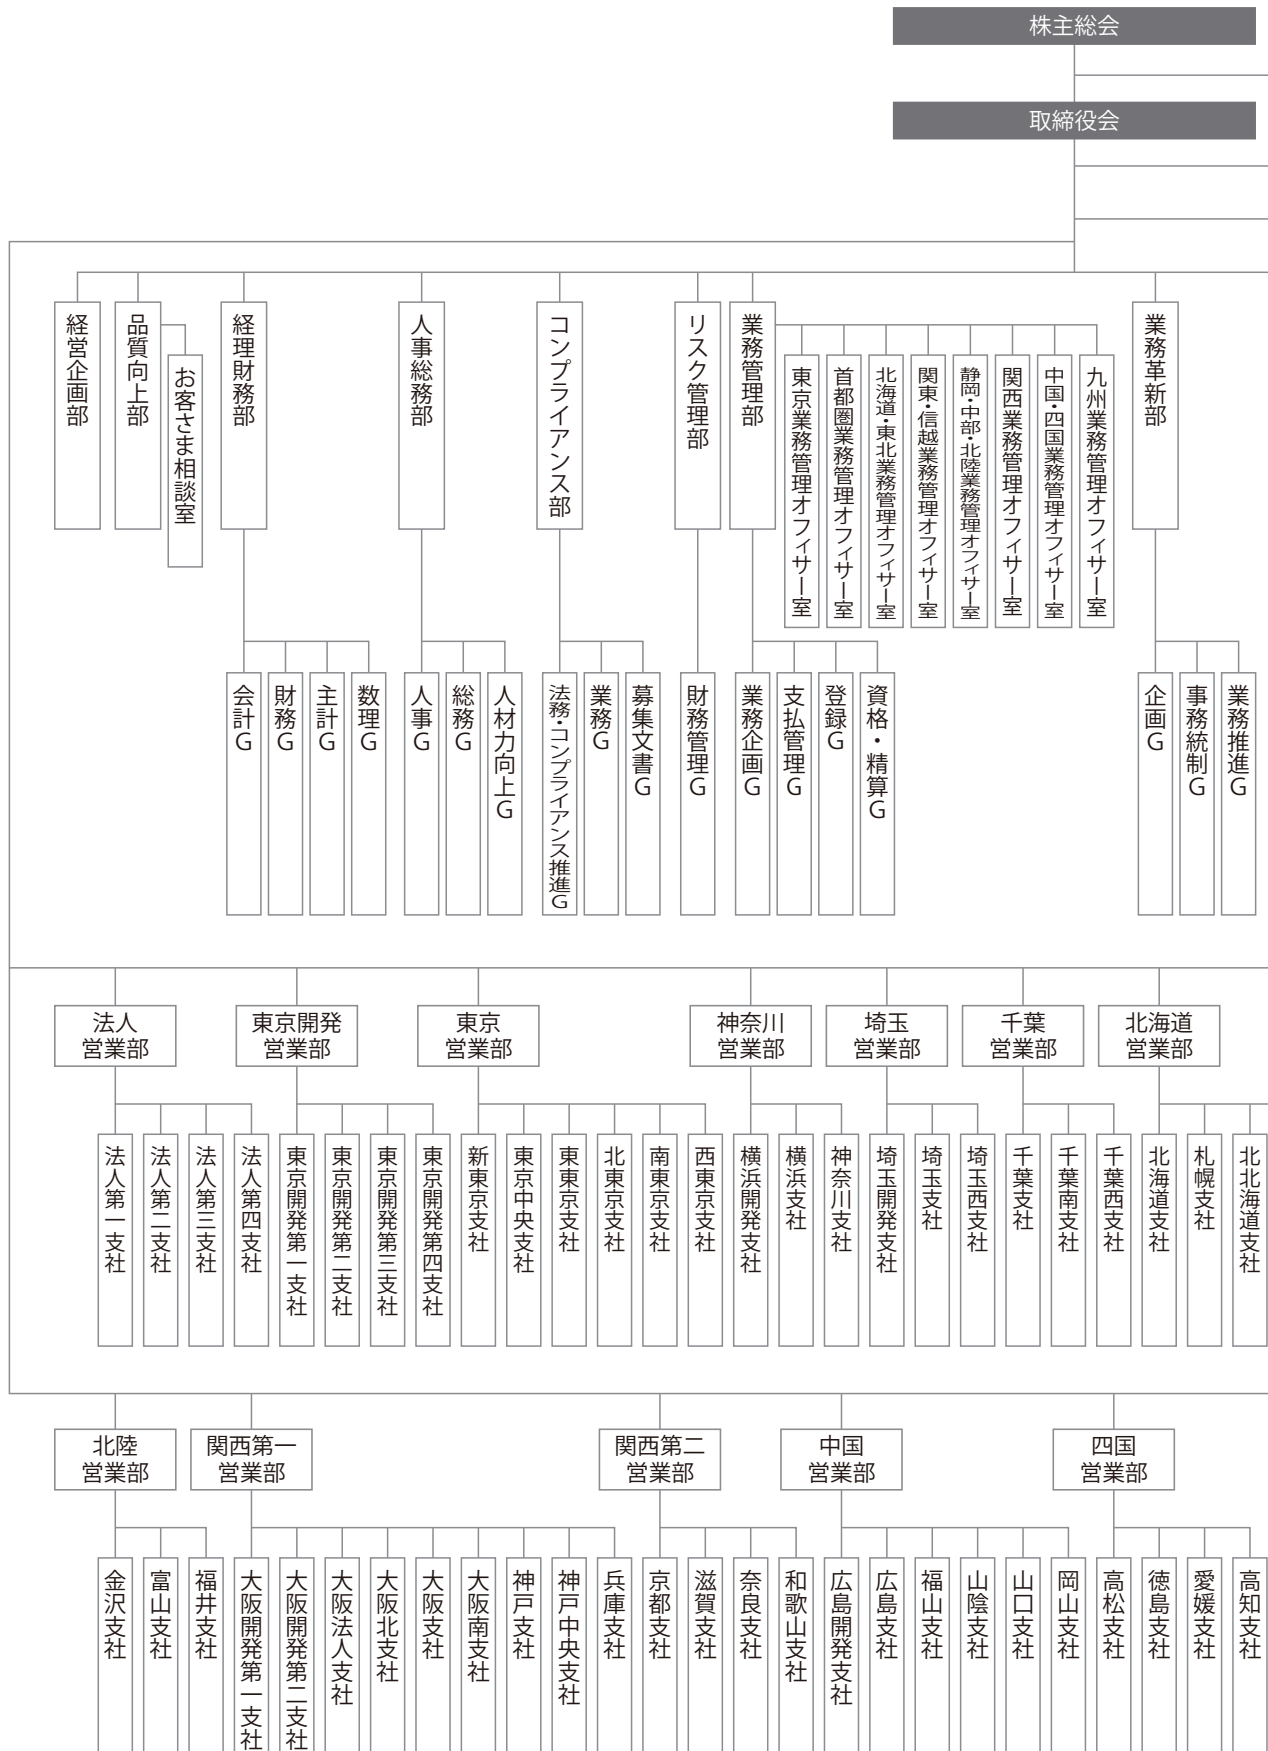 株主総会
取締役会
経営企画部
品質向上部
お客さま相談室
経理財務部
人事総務部
コンプライアンス部
リスク管理部
業務管理部
東京業務管理オフィサー室
首都圏業務管理オフィサー室
北海道・東北業務管理オフィサー室
関東・信越業務管理オフィサー室
静岡・中部・北陸業務管理オフィサー室
関西業務管理オフィサー室
中国・四国業務管理オフィサー室
九州業務管理オフィサー室
業務革新部
会計G
財務G
主計G
数理G
人事G
総務G
人材力向上G
法務・コンプライアンス推進G
業務G
募集文書G
財務管理G
業務企画G
支払管理G
登録G
資格・精算G
企画G
事務統制G
業務推進G
法人
営業部
東京開発
営業部
東京
営業部
神奈川
営業部
埼玉
営業部
千葉
営業部
北海道
営業部
法人第一支社
法人第二支社
法人第三支社
法人第四支社
東京開発第一支社
東京開発第二支社
東京開発第三支社
東京開発第四支社
新東京支社
東京中央支社
東東京支社
北東京支社
南東京支社
西東京支社
横浜開発支社
横浜支社
神奈川支社
埼玉開発支社
埼玉支社
埼玉西支社
千葉支社
千葉南支社
千葉西支社
北海道支社
札幌支社
北北海道支社
北陸
営業部
関西第一
営業部
関西第二
営業部
中国
営業部
四国
営業部
金沢支社
富山支社
福井支社
大阪開発第一支社
大阪開発第二支社
大阪法人支社
大阪北支社
大阪支社
大阪南支社
神戸支社
神戸中央支社
兵庫支社
京都支社
滋賀支社
奈良支社
和歌山支社
広島開発支社
広島支社
福山支社
山陰支社
山口支社
岡山支社
高松支社
徳島支社
愛媛支社
高知支社